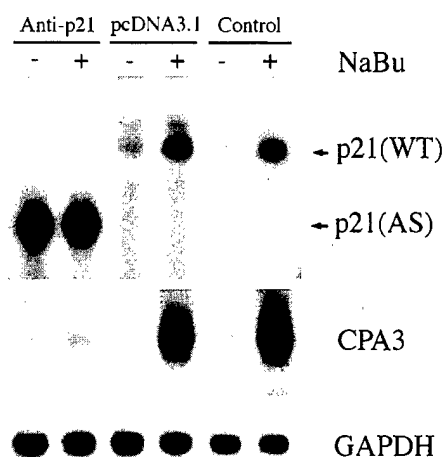 Anti-p21 pcDNA3.1 Control
- + - + - + NaBu
p21(WT)
p21(AS)
CPA3
GAPDH